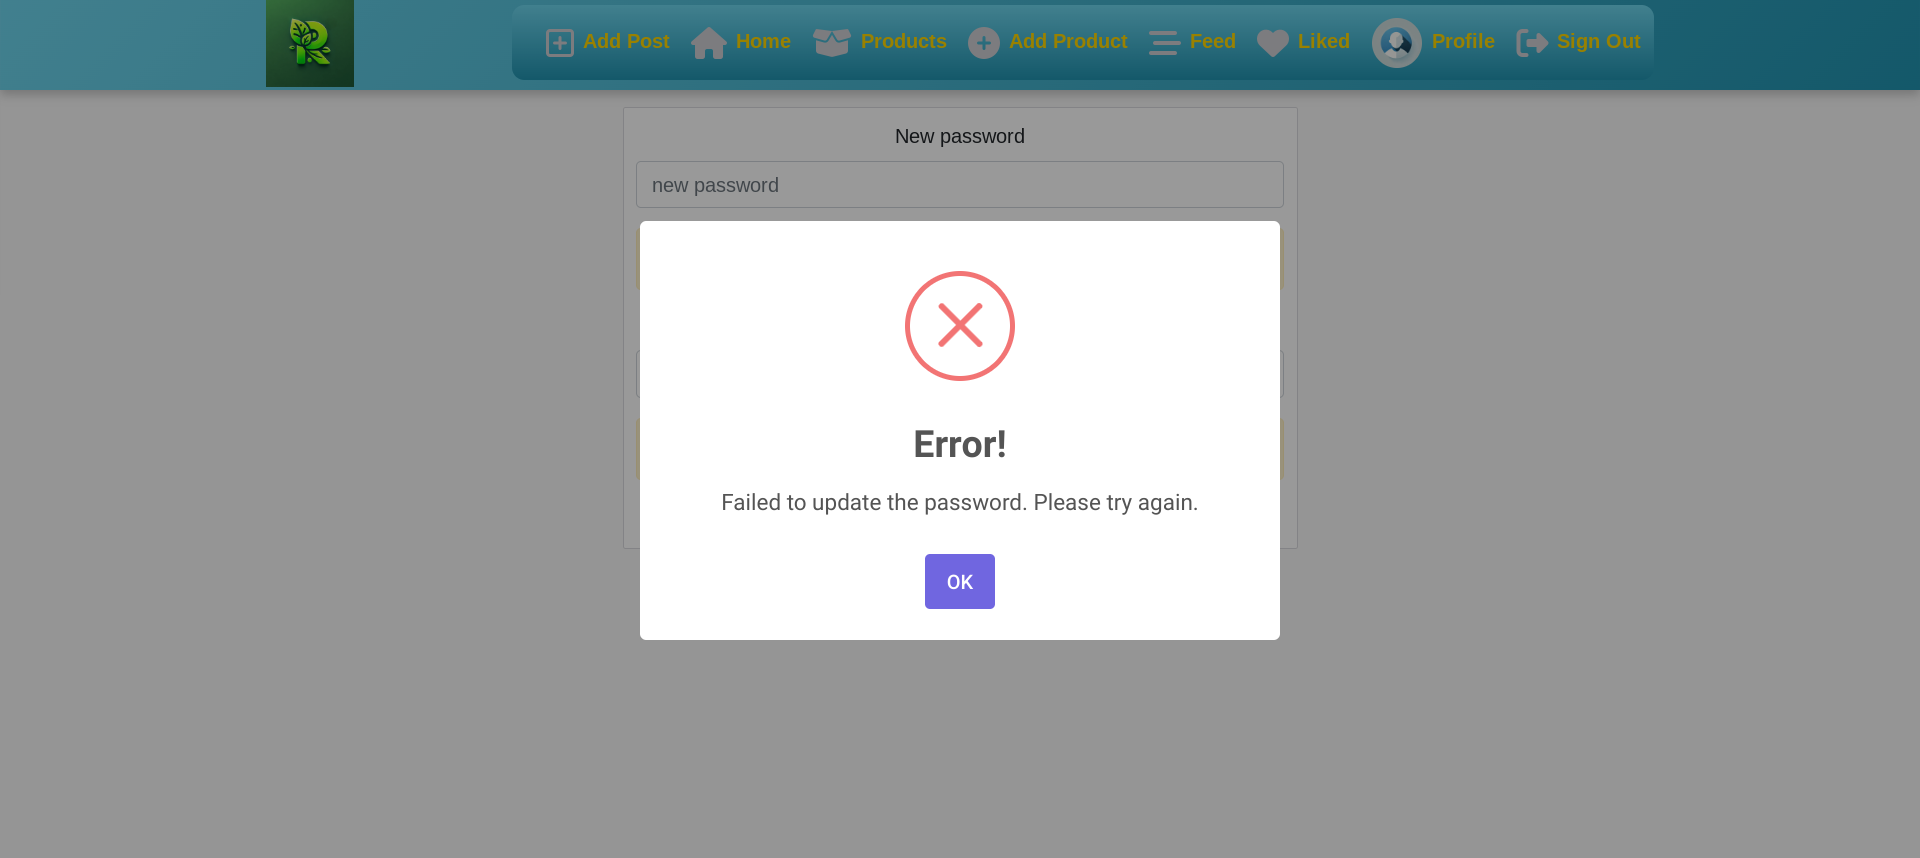 Add Post Home Products Add Product Feed Liked Profile Sign Out
New password
new password
Error!
Failed to update the password. Please try again.
OK